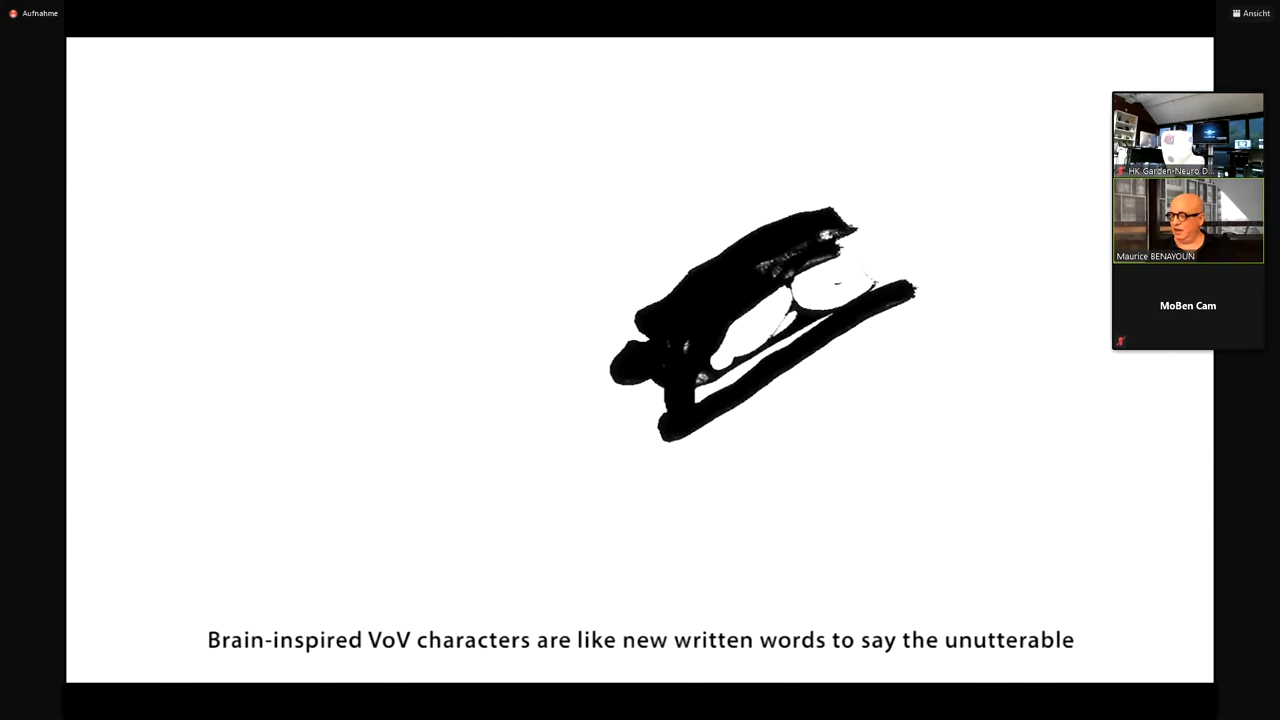 Aufnahme
Ansicht
HK Garden-Neuro D...
Maurice BENAYOUN
MoBen Cam
Brain-inspired VoV characters are like new written words to say the unutterable